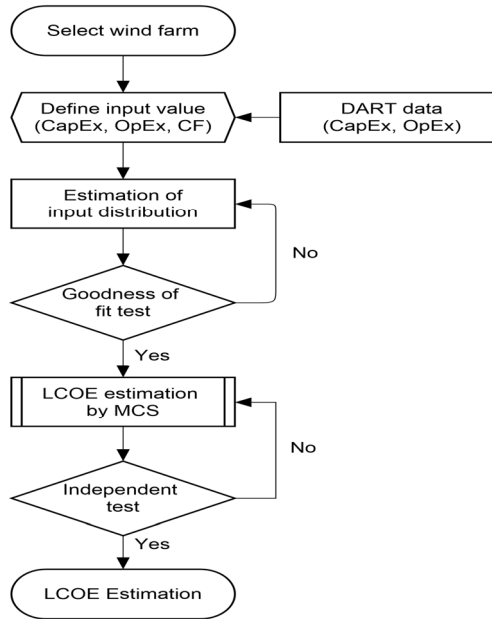 Select wind farm
Define input value
(CapEx, OpEx, CF)
DART data
(CapEx, OpEx)
Estimation of
input distribution
No
Goodness of
fit test
Yes
LCOE estimation
by MCS
No
Independent
test
Yes
LCOE Estimation